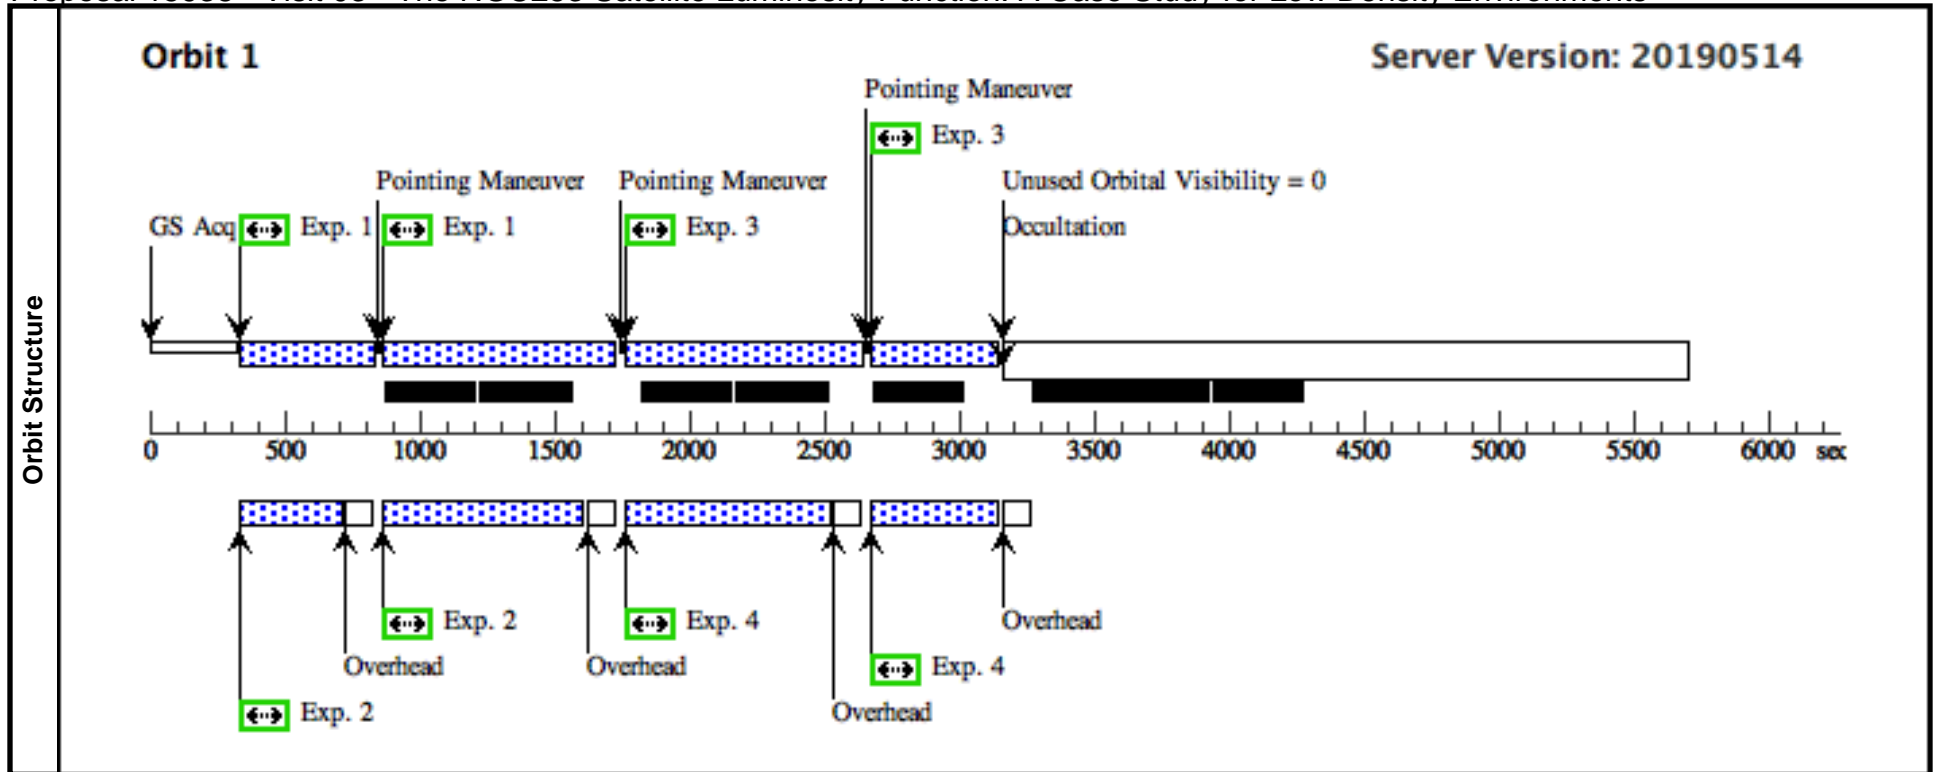 Orbit 1
Server Version: 20190514
Pointing Maneuver
Exp. 3
Pointing Maneuver
Pointing Maneuver
Unused Orbital Visibility = 0
GS Acq
Exp. 1
Exp. 1
Exp. 3
Occultation
Orbit Structure
0 500 1000 1500 2000 2500 3000 3500 4000 4500 5000 5500 6000 sec
Exp. 2
Exp. 4
Overhead
Overhead
Overhead
Exp. 4
Exp. 2
Overhead